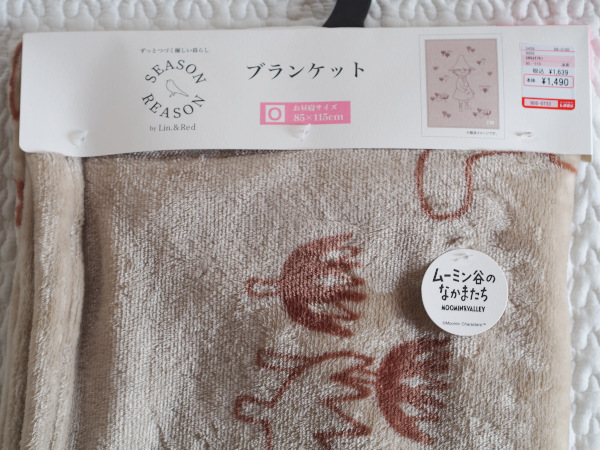 ずっとつづく優しい暮らし。
SEASON
REASON
by Lin.&Red
ブランケット
お昼寝サイズ
85×115cm
税込 ¥1,639
本体 ¥1,490
ムーミン谷の
なかまたち
MOOMINVALLEY
©Moomin Characters™